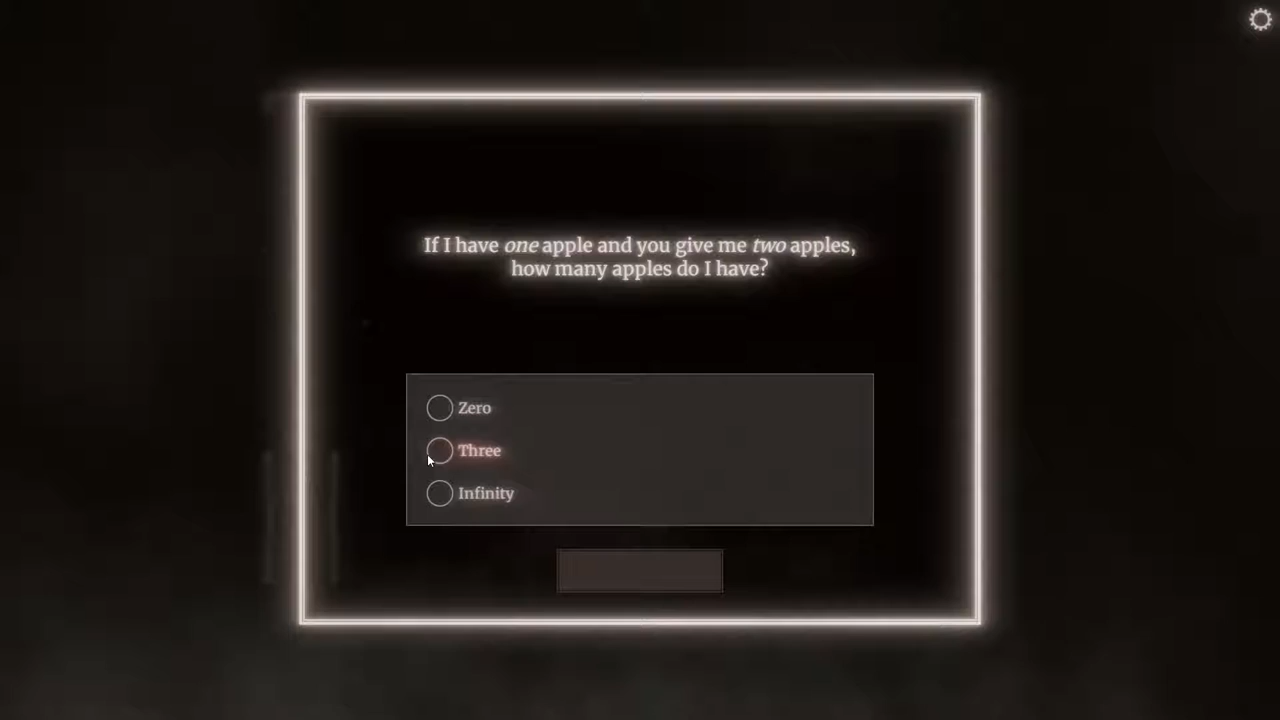 If I have one apple and you give me two apples,
how many apples do I have?
Zero
Three
Infinity